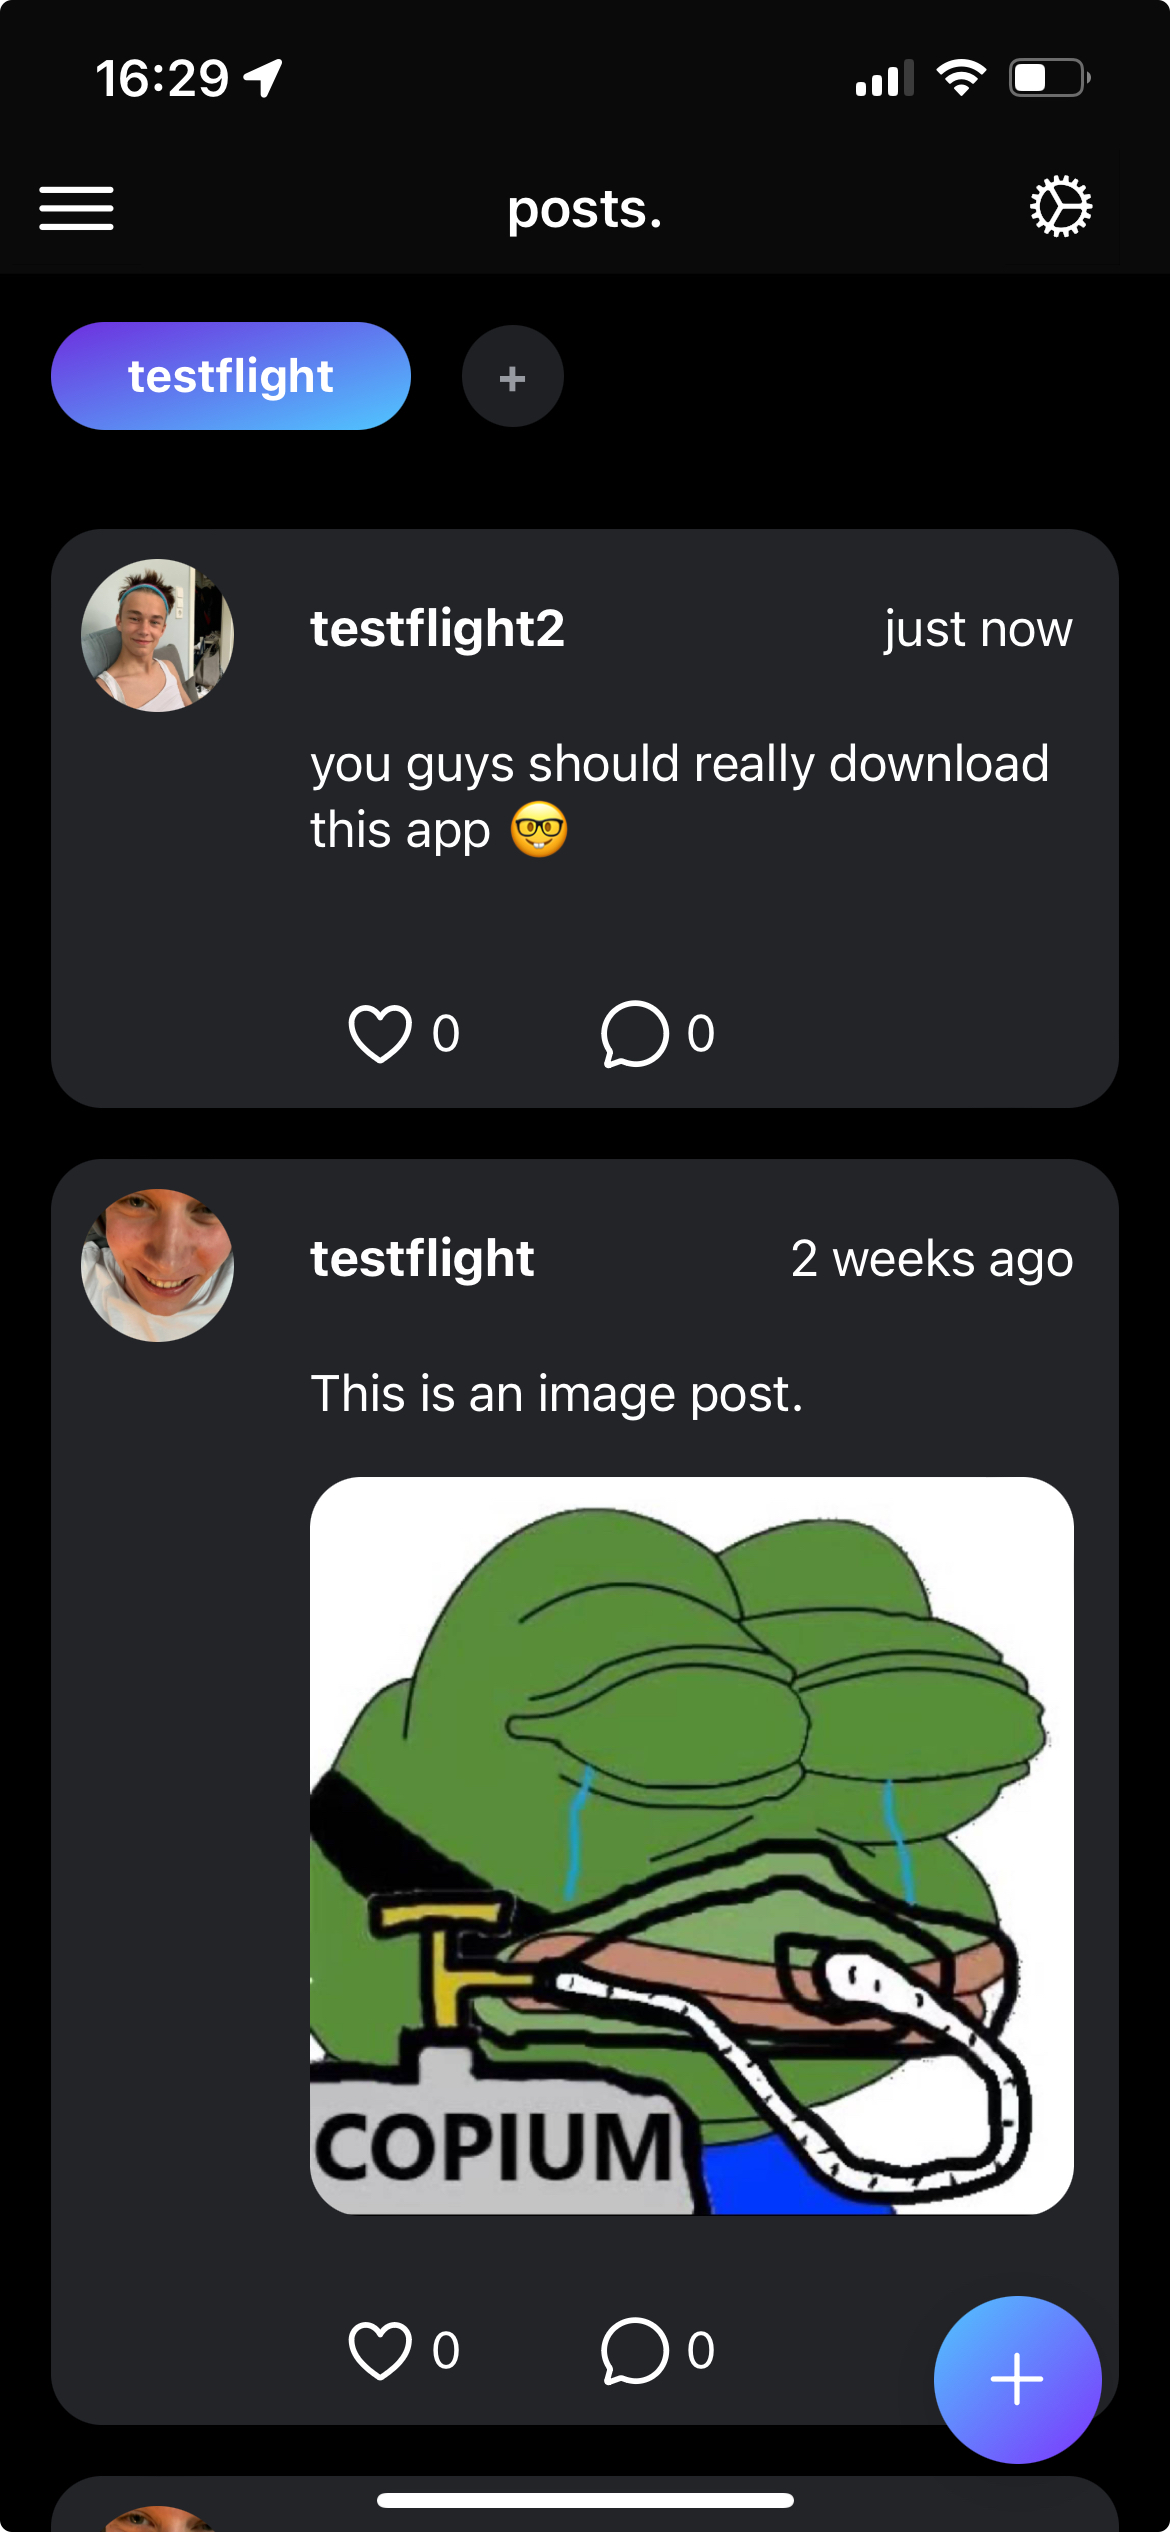 16:29
posts.
testflight
+
testflight2
just now
you guys should really download
this app 🤓
0
0
testflight
2 weeks ago
This is an image post.
COPIUM
0
0
+